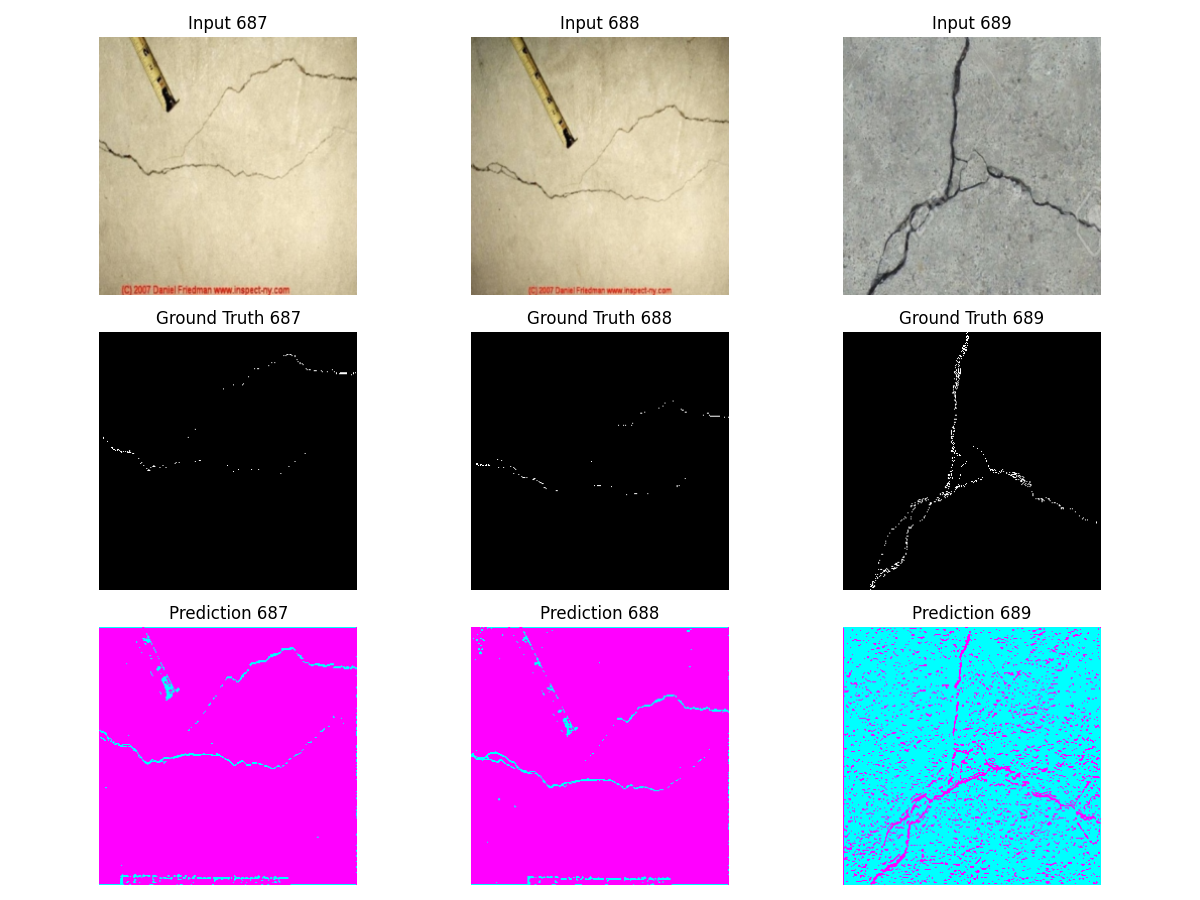 Input 687
Input 688
Input 689
(C) 2007 Daniel Friedman www.inspect-ny.com
(C) 2007 Daniel Friedman www.inspect-ny.com
Ground Truth 687
Ground Truth 688
Ground Truth 689
Prediction 687
Prediction 688
Prediction 689